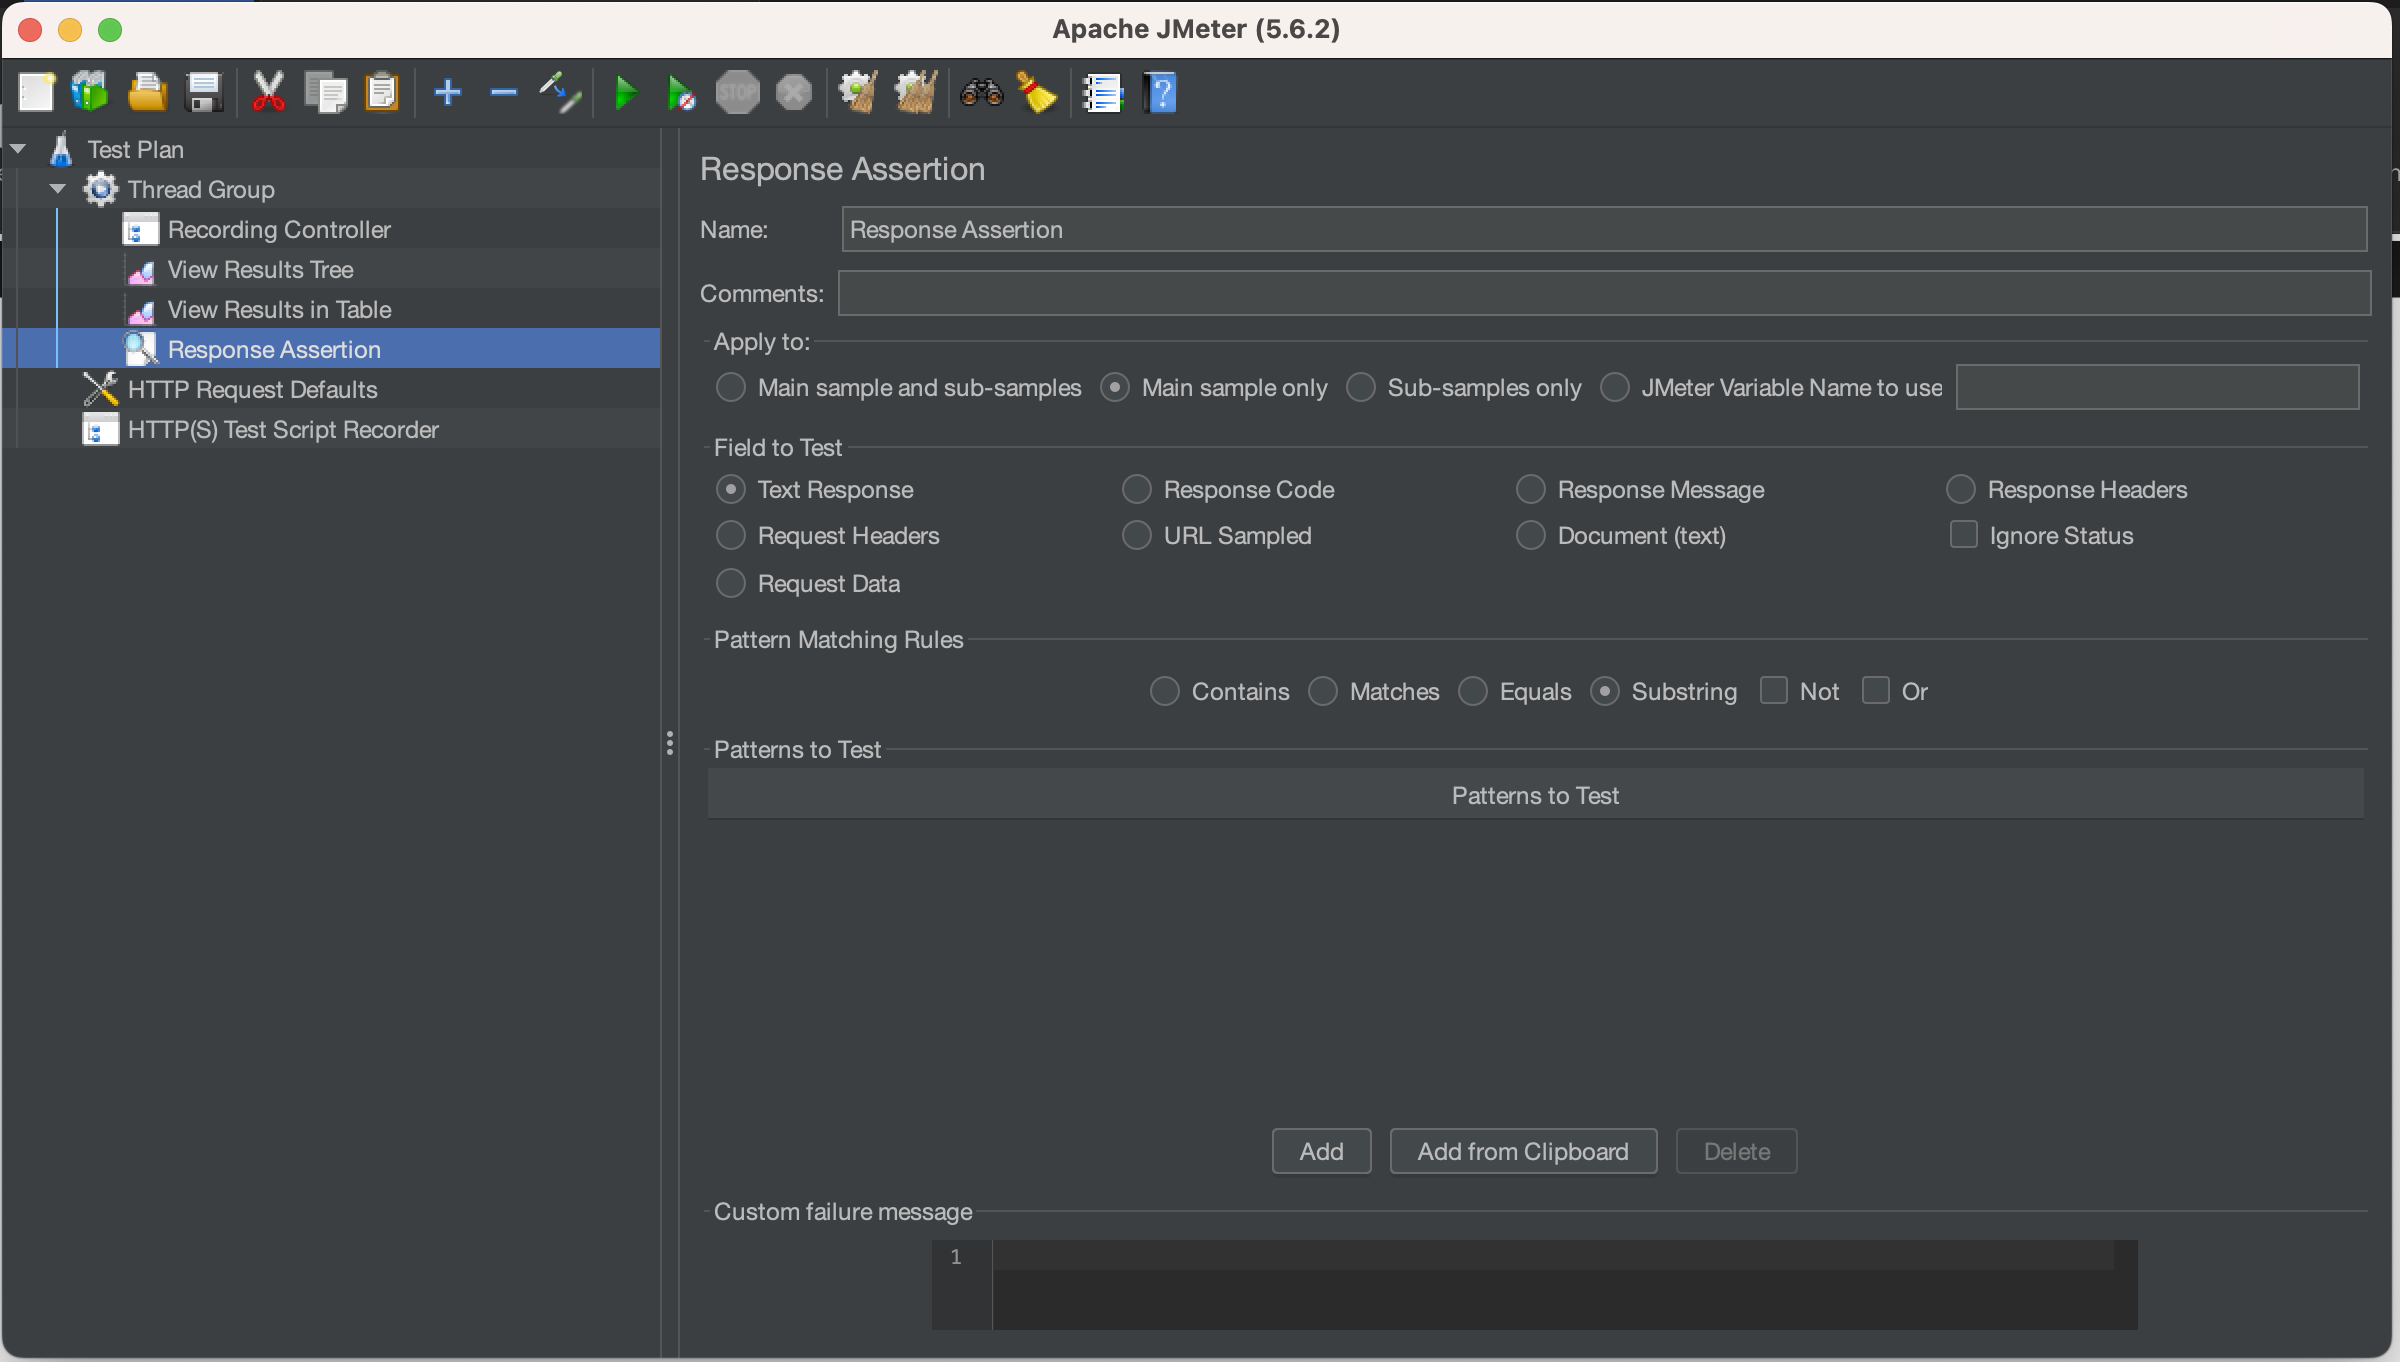 Apache JMeter (5.6.2)
STOP
Test Plan
Thread Group
Recording Controller
View Results Tree
View Results in Table
Response Assertion
HTTP Request Defaults
HTTP(S) Test Script Recorder
Response Assertion
Name: Response Assertion
Comments:
Apply to:
Main sample and sub-samples Main sample only Sub-samples only JMeter Variable Name to use
Field to Test
Text Response Response Code Response Message Response Headers
Request Headers URL Sampled Document (text) Ignore Status
Request Data
Pattern Matching Rules
Contains Matches Equals Substring Not Or
Patterns to Test
Patterns to Test
Add Add from Clipboard Delete
Custom failure message
1